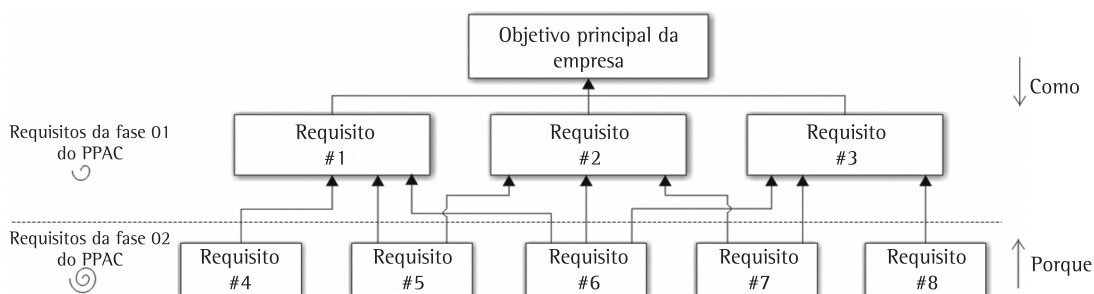 Objetivo principal da
empresa
Como
Requisitos da fase 01
do PPAC
Requisito
#1
Requisito
#2
Requisito
#3
Requisitos da fase 02
do PPAC
Requisito
#4
Requisito
#5
Requisito
#6
Requisito
#7
Requisito
#8
Porque